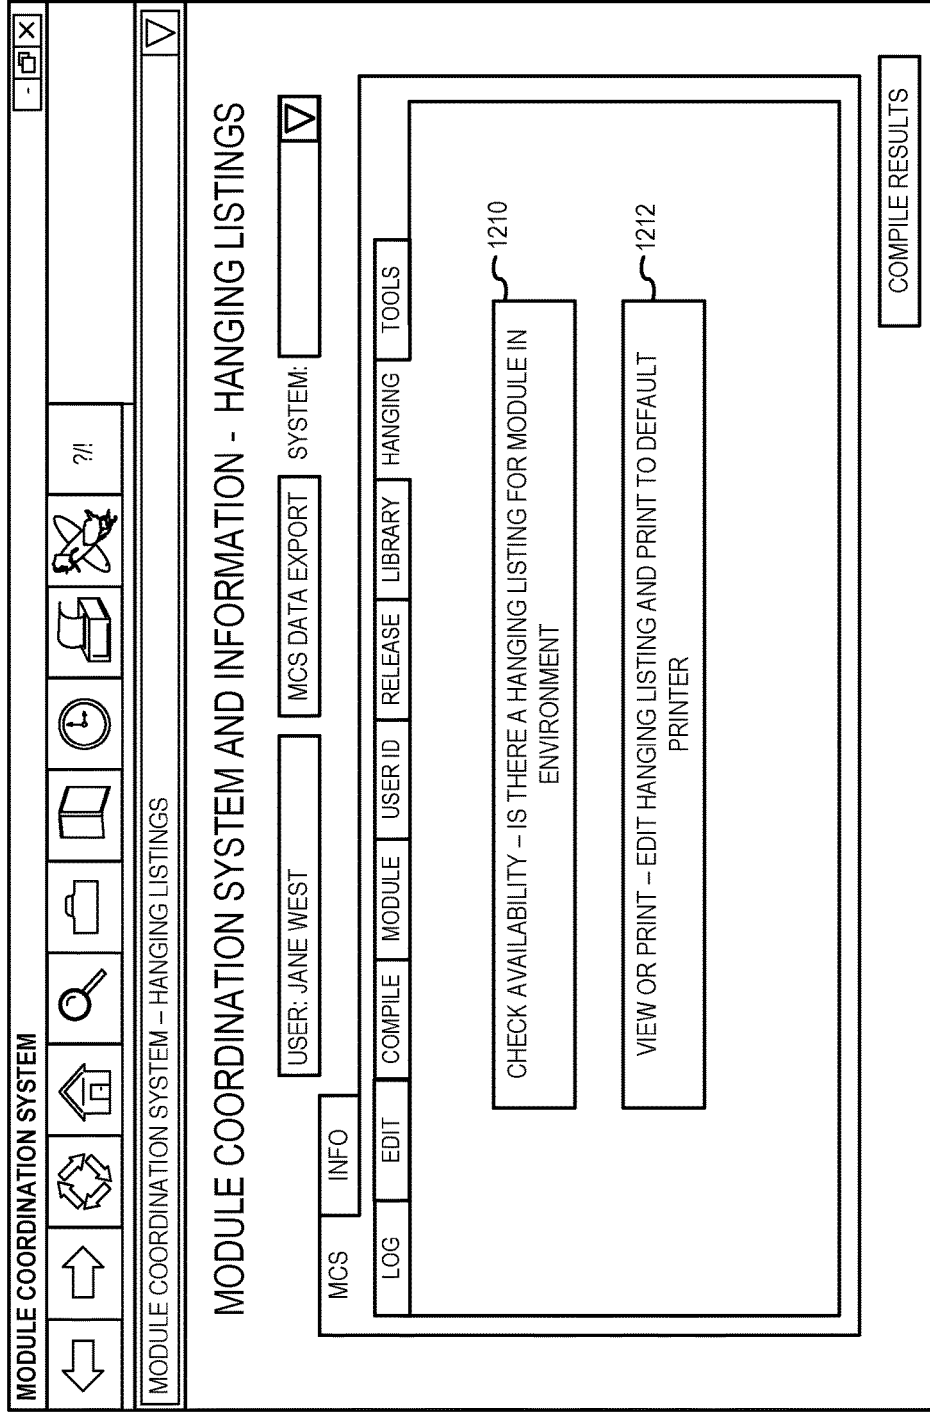 MODULE COORDINATION SYSTEM
?/!
MODULE COORDINATION SYSTEM – HANGING LISTINGS
MODULE COORDINATION SYSTEM AND INFORMATION - HANGING LISTINGS
USER: JANE WEST
MCS DATA EXPORT
SYSTEM:
MCS
INFO
LOG
EDIT
COMPILE
MODULE
USER ID
RELEASE
LIBRARY
HANGING
TOOLS
1210
CHECK AVAILABILITY – IS THERE A HANGING LISTING FOR MODULE IN
ENVIRONMENT
1212
VIEW OR PRINT – EDIT HANGING LISTING AND PRINT TO DEFAULT
PRINTER
COMPILE RESULTS